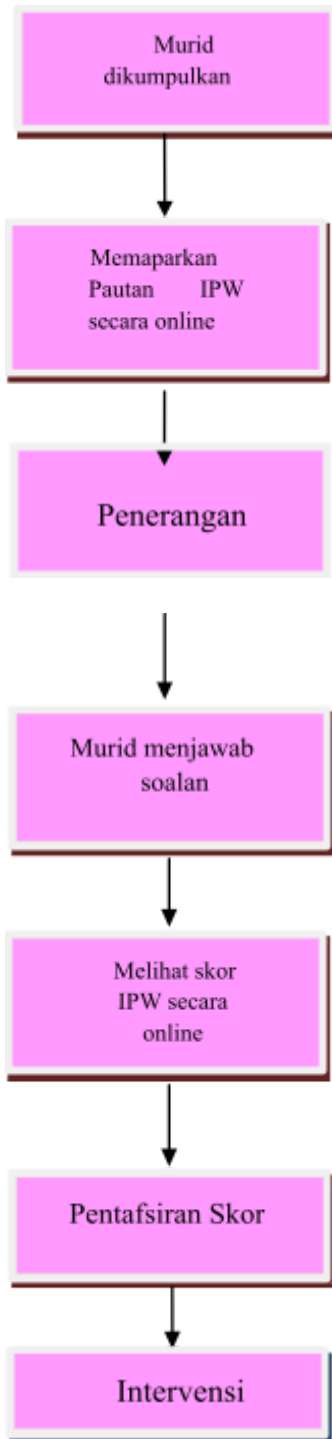 Murid
dikumpulkan
Memaparkan
Pautan IPW
secara online
Penerangan
Murid menjawab
soalan
Melihat skor
IPW secara
online
Pentafsiran Skor
Intervensi